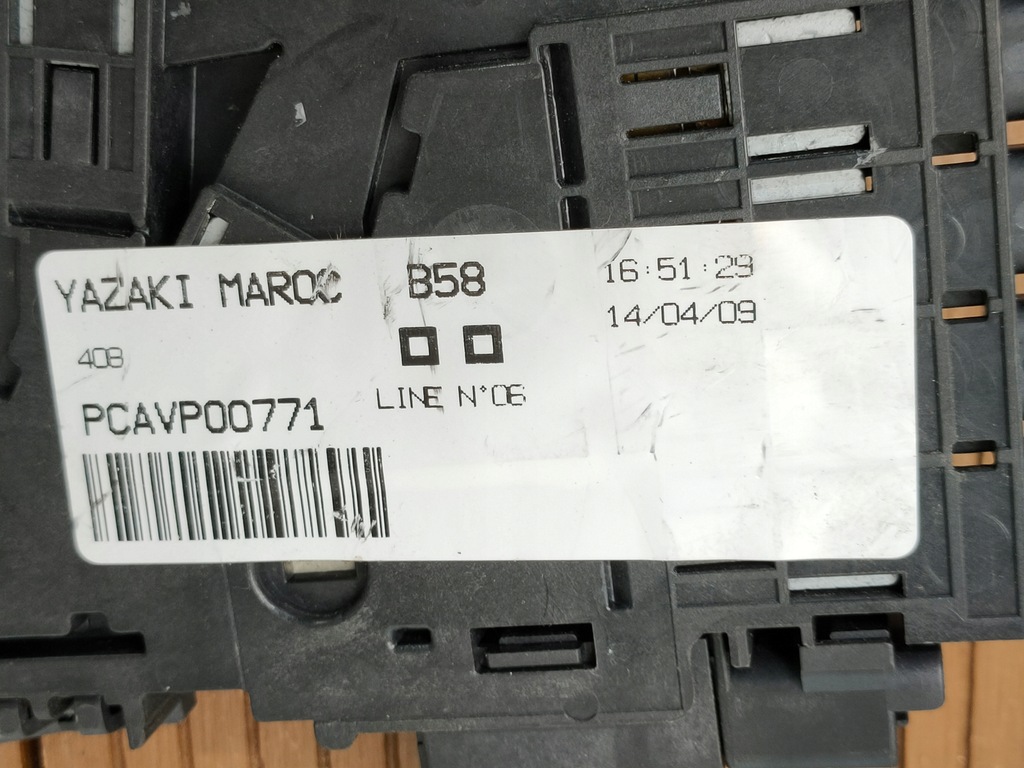 YAZAKI MAROC B58 16:51:29
14/04/09
408
LINE N°06
PCAVP00771